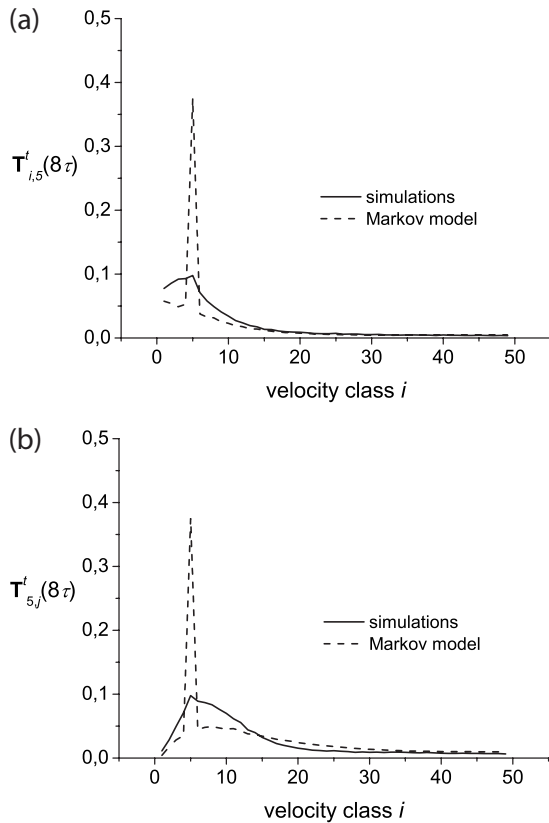 (a)
0,5
0,4
0,3
0,2
0,1
0,0
T^t_{i,5}(8τ)
simulations
Markov model
0 10 20 30 40 50
velocity class i
(b)
0,5
0,4
0,3
0,2
0,1
0,0
T^t_{5,j}(8τ)
simulations
Markov model
0 10 20 30 40 50
velocity class i